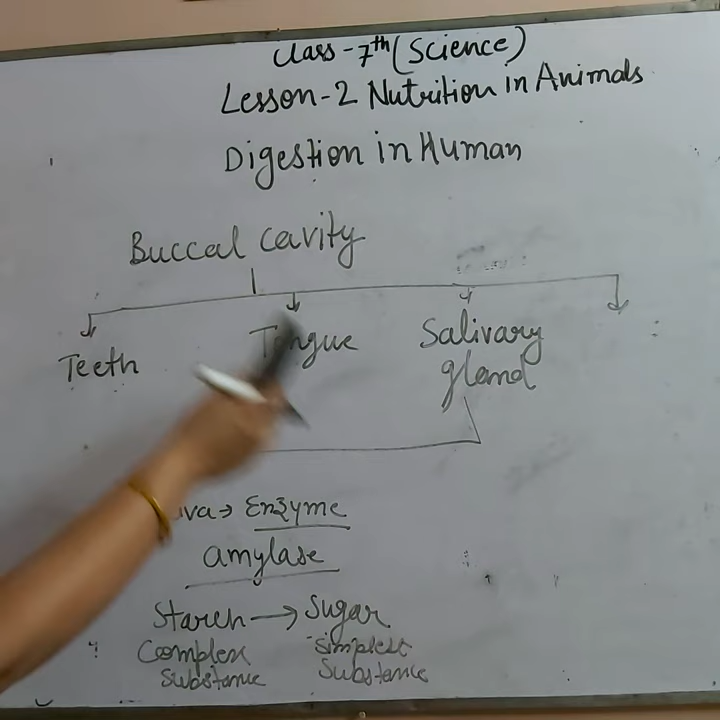 Class - 7th (Science)
Lesson-2 Nutrition in Animals
Digestion in Human
Buccal cavity
Teeth
Tongue
Salivary
gland
iva → Enzyme
amylase
Starch → Sugar
Complex simplest
Substance Substance